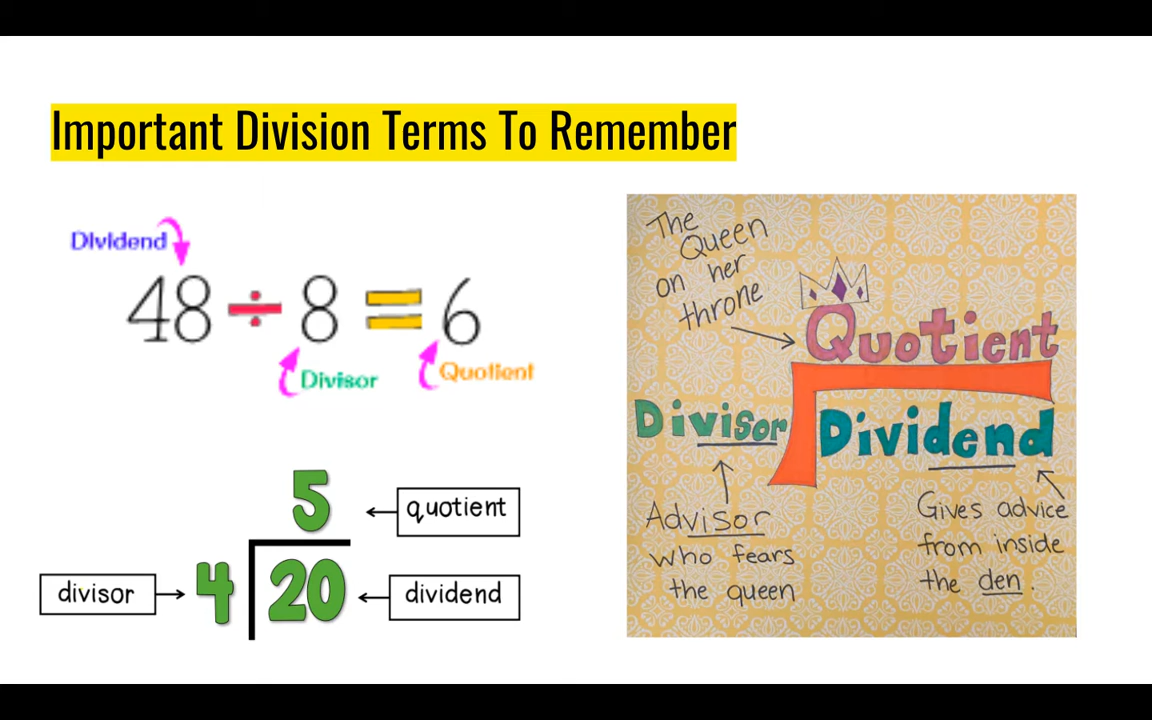 Important Division Terms To Remember
Dividend
48 ÷ 8 = 6
Divisor
Quotient
5
quotient
divisor
4
20
dividend
The
Queen
on her
throne
Quotient
Divisor
Dividend
Advisor
who fears
the queen
Gives advice
from inside
the den.